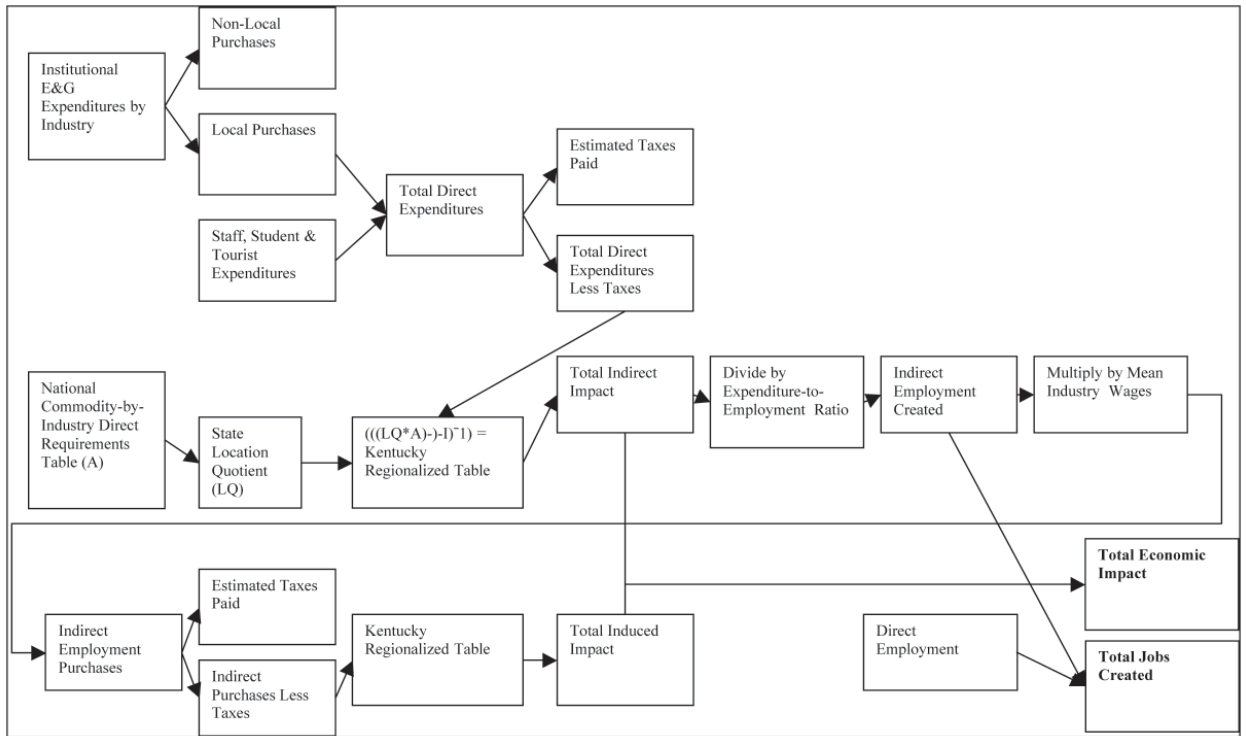 Non-Local
Purchases
Institutional
E&G
Expenditures by
Industry
Local Purchases
Estimated Taxes
Paid
Total Direct
Expenditures
Staff, Student &
Tourist
Expenditures
Total Direct
Expenditures
Less Taxes
National
Commodity-by-
Industry Direct
Requirements
Table (A)
State
Location
Quotient
(LQ)
(((LQ*A)-)-I)ˉ1) =
Kentucky
Regionalized Table
Total Indirect
Impact
Divide by
Expenditure-to-
Employment Ratio
Indirect
Employment
Created
Multiply by Mean
Industry Wages
Total Economic
Impact
Estimated Taxes
Paid
Indirect
Employment
Purchases
Indirect
Purchases Less
Taxes
Kentucky
Regionalized Table
Total Induced
Impact
Direct
Employment
Total Jobs
Created